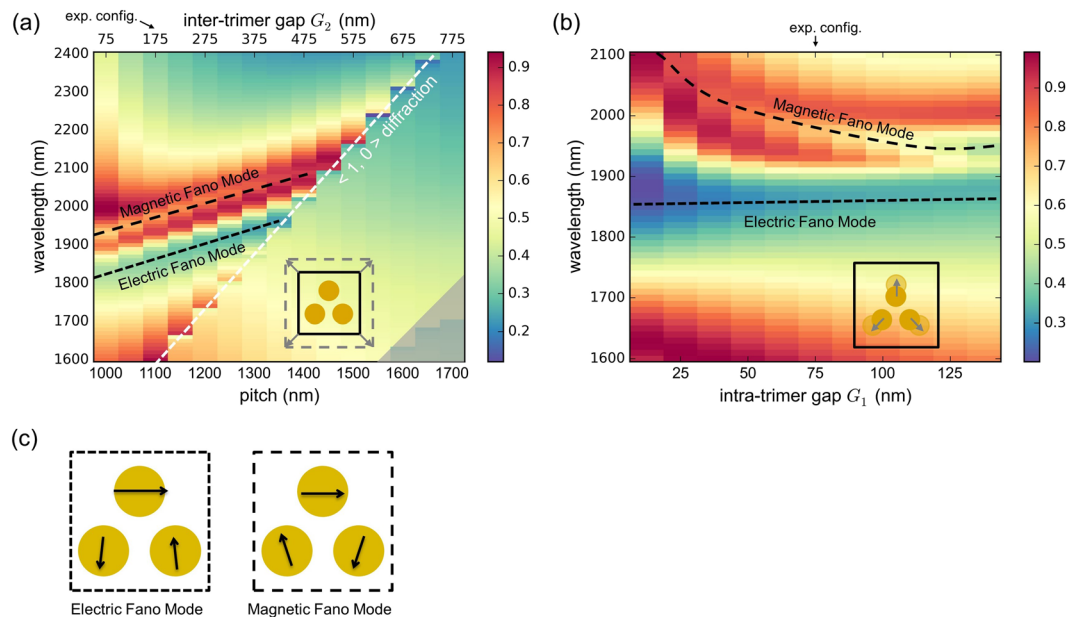 (a)
exp. config.
inter-trimer gap G₂ (nm)
75 175 275 375 475 575 675 775
2400
2300
2200
2100
2000
1900
1800
1700
1600
wavelength (nm)
Magnetic Fano Mode
Electric Fano Mode
< 1, 0 > diffraction
1000 1100 1200 1300 1400 1500 1600 1700
pitch (nm)
0.9
0.8
0.7
0.6
0.5
0.4
0.3
0.2
(b)
exp. config.
2100
2000
1900
1800
1700
1600
wavelength (nm)
Magnetic Fano Mode
Electric Fano Mode
25 50 75 100 125
intra-trimer gap G₁ (nm)
0.9
0.8
0.7
0.6
0.5
0.4
0.3
(c)
Electric Fano Mode
Magnetic Fano Mode